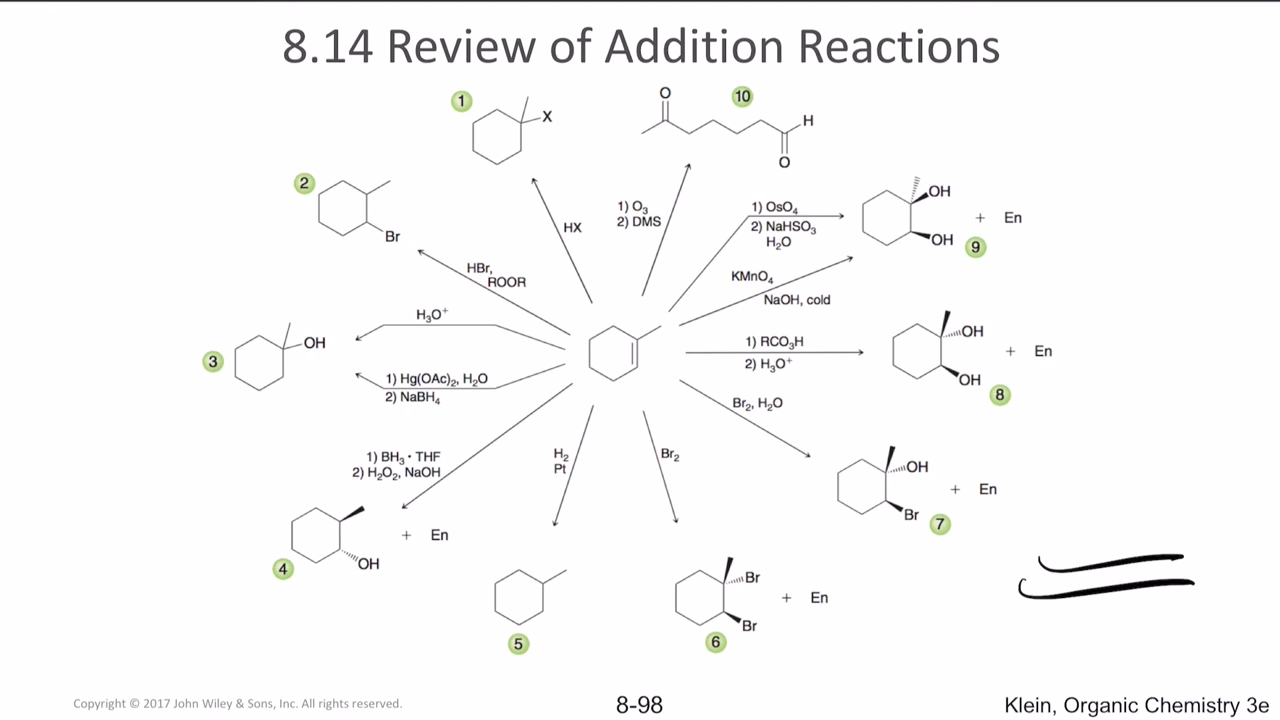 8.14 Review of Addition Reactions
1
X
O
10
H
O
2
Br
1) O₃
2) DMS
HX
1) OsO₄
2) NaHSO₃
H₂O
OH
OH
+ En
9
HBr,
ROOR
KMnO₄
NaOH, cold
H₃O⁺
3
OH
1) Hg(OAc)₂, H₂O
2) NaBH₄
1) RCO₃H
2) H₃O⁺
OH
OH
+ En
8
Br₂, H₂O
1) BH₃ · THF
2) H₂O₂, NaOH
H₂
Pt
Br₂
OH
Br
+ En
7
OH
+ En
4
5
Br
Br
+ En
6
Copyright © 2017 John Wiley & Sons, Inc. All rights reserved.
8-98
Klein, Organic Chemistry 3e